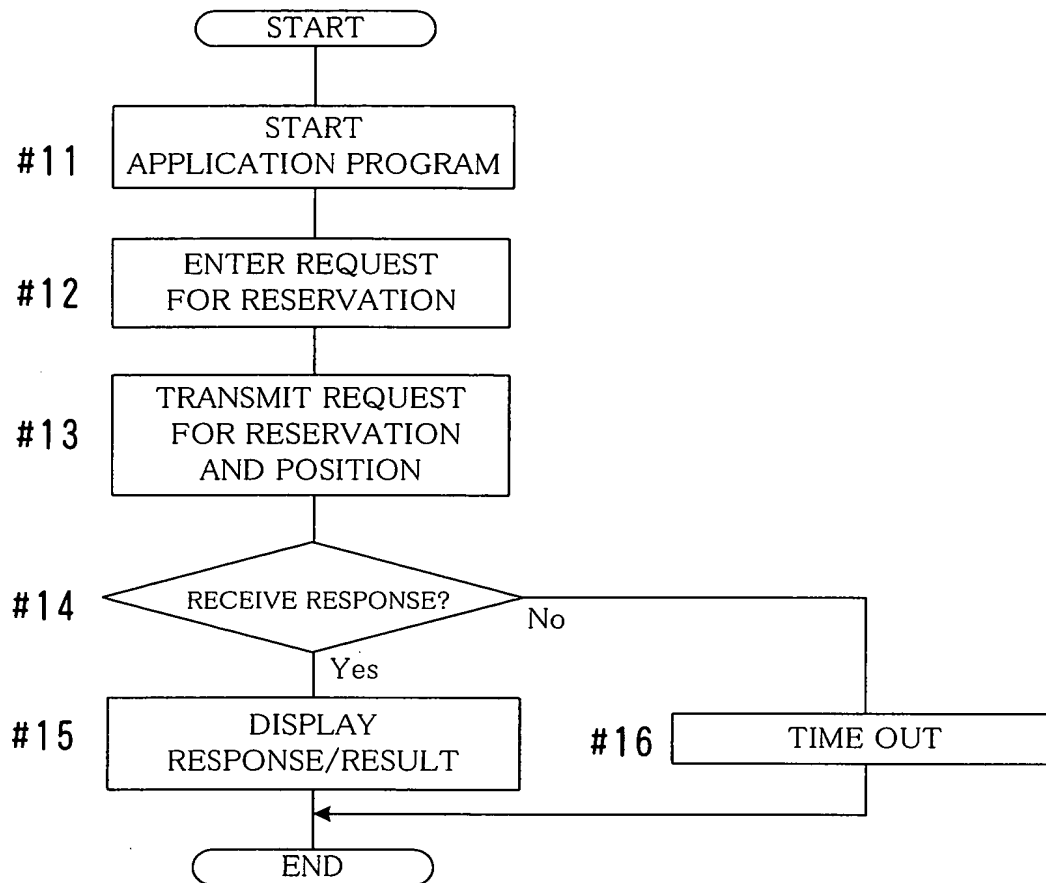 START
#11
START
APPLICATION PROGRAM
#12
ENTER REQUEST
FOR RESERVATION
#13
TRANSMIT REQUEST
FOR RESERVATION
AND POSITION
#14
RECEIVE RESPONSE?
No
Yes
#15
DISPLAY
RESPONSE/RESULT
#16
TIME OUT
END